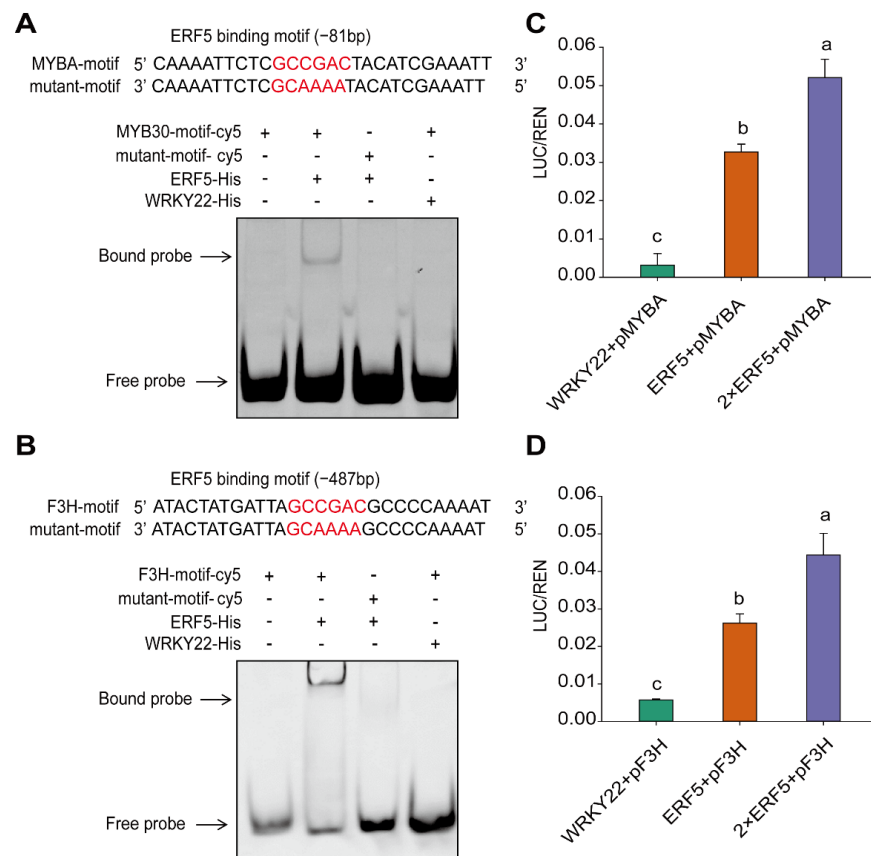 A
ERF5 binding motif (−81bp)
MYBA-motif 5’ CAAAATTCTCGCCGACTACATCGAAATT 3’
mutant-motif 3’ CAAAATTCTCGCAAAATACATCGAAATT 5’
MYB30-motif-cy5 + + - +
mutant-motif- cy5 - - + -
ERF5-His - + + -
WRKY22-His - - - +
Bound probe
Free probe
B
ERF5 binding motif (−487bp)
F3H-motif 5’ ATACTATGATTAGCCGACGCCCCAAAAT 3’
mutant-motif 3’ ATACTATGATTAGCAAAAGCCCCAAAAT 5’
F3H-motif-cy5 + + - +
mutant-motif- cy5 - - + -
ERF5-His - + + -
WRKY22-His - - - +
Bound probe
Free probe
C
LUC/REN
0.06
0.05
0.04
0.03
0.02
0.01
0.00
c
b
a
WRKY22+pMYBA
ERF5+pMYBA
2×ERF5+pMYBA
D
LUC/REN
0.06
0.05
0.04
0.03
0.02
0.01
0.00
c
b
a
WRKY22+pF3H
ERF5+pF3H
2×ERF5+pF3H